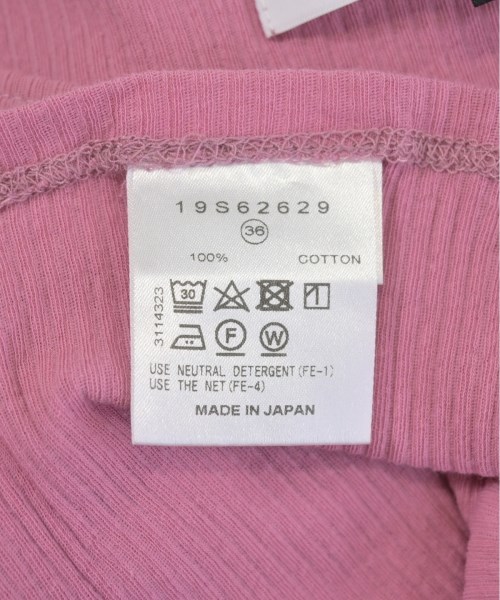 19S62629
36
100% COTTON
3114323
30
F W
USE NEUTRAL DETERGENT(FE-1)
USE THE NET(FE-4)
MADE IN JAPAN